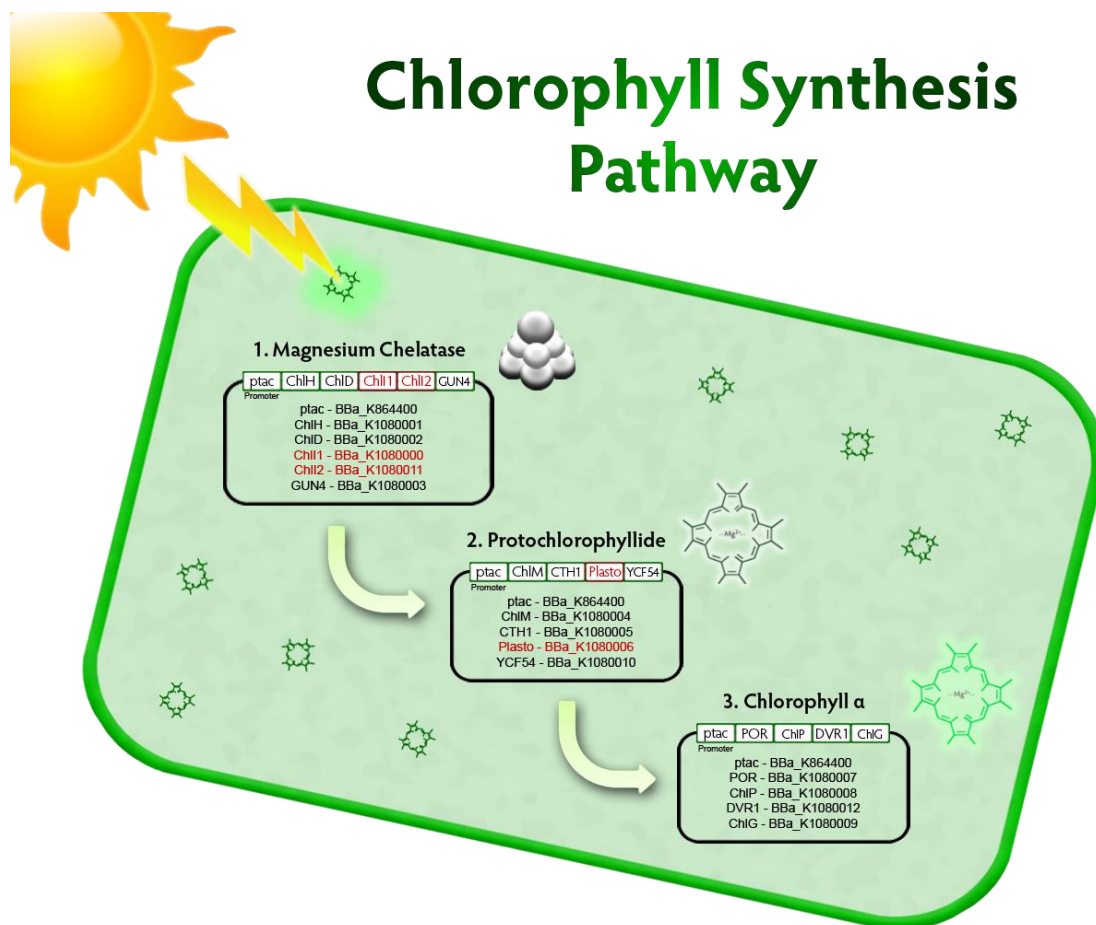 Chlorophyll Synthesis
Pathway
1. Magnesium Chelatase
ptac ChlH ChlD ChlI1 ChlI2 GUN4
Promoter
ptac - BBa_K864400
ChlH - BBa_K1080001
ChlD - BBa_K1080002
ChlI1 - BBa_K1080000
ChlI2 - BBa_K1080011
GUN4 - BBa_K1080003
2. Protochlorophyllide
ptac ChlM CTH1 Plasto YCF54
Promoter
ptac - BBa_K864400
ChlM - BBa_K1080004
CTH1 - BBa_K1080005
Plasto - BBa_K1080006
YCF54 - BBa_K1080010
··Mg²⁺··
3. Chlorophyll α
ptac POR ChlP DVR1 ChlG
Promoter
ptac - BBa_K864400
POR - BBa_K1080007
ChlP - BBa_K1080008
DVR1 - BBa_K1080012
ChlG - BBa_K1080009
··Mg²⁺··